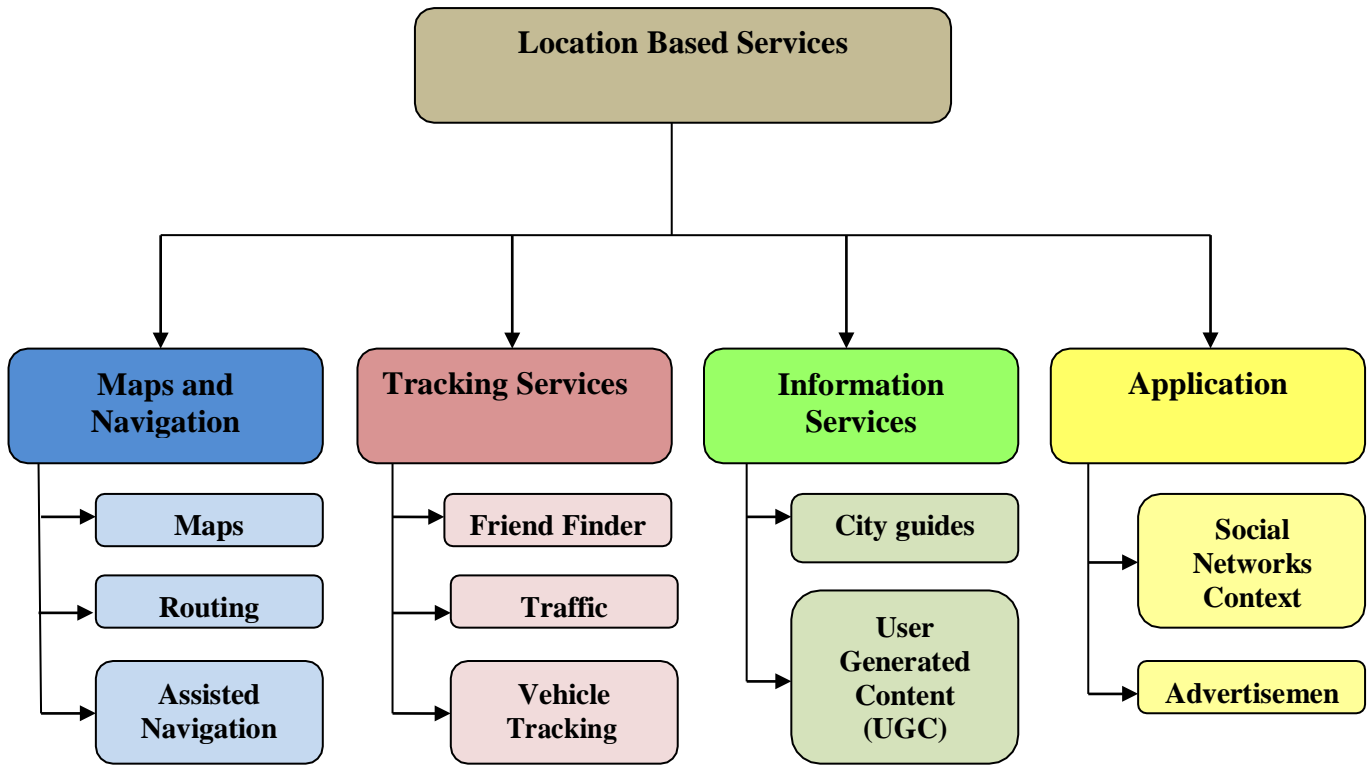 Location Based Services
Maps and
Navigation
Tracking Services
Information
Services
Application
Maps
Routing
Assisted
Navigation
Friend Finder
Traffic
Vehicle
Tracking
City guides
User
Generated
Content
(UGC)
Social
Networks
Context
Advertisemen